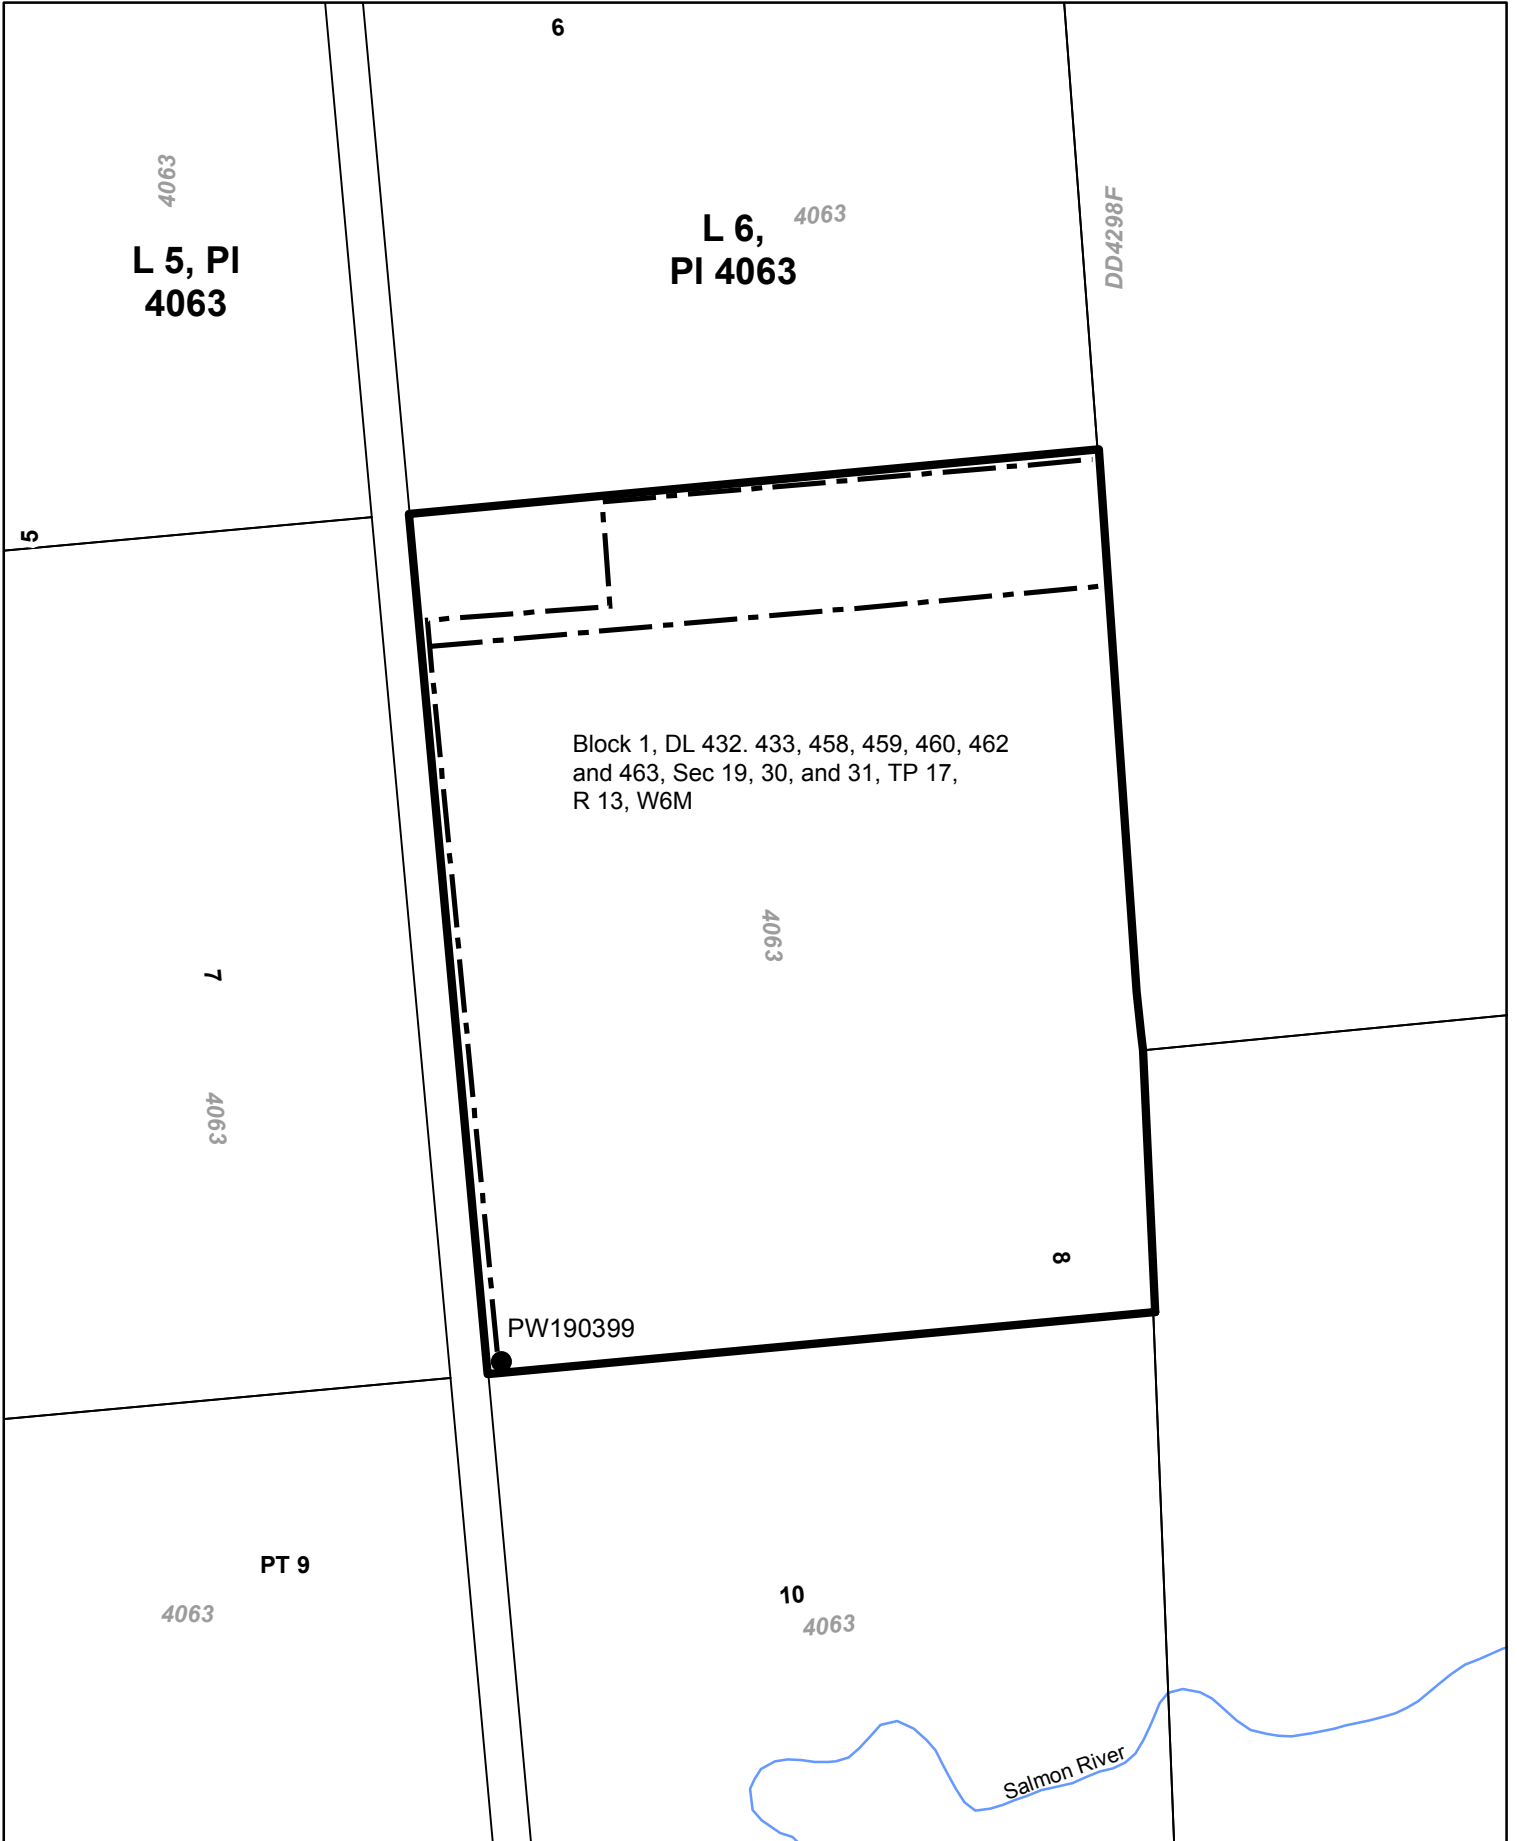 6
4063
4063
DD4298F
L 6,
Pl 4063
L 5, Pl
4063
5
Block 1, DL 432. 433, 458, 459, 460, 462
and 463, Sec 19, 30, and 31, TP 17,
R 13, W6M
4063
7
4063
8
PW190399
PT 9
4063
10
4063
Salmon River